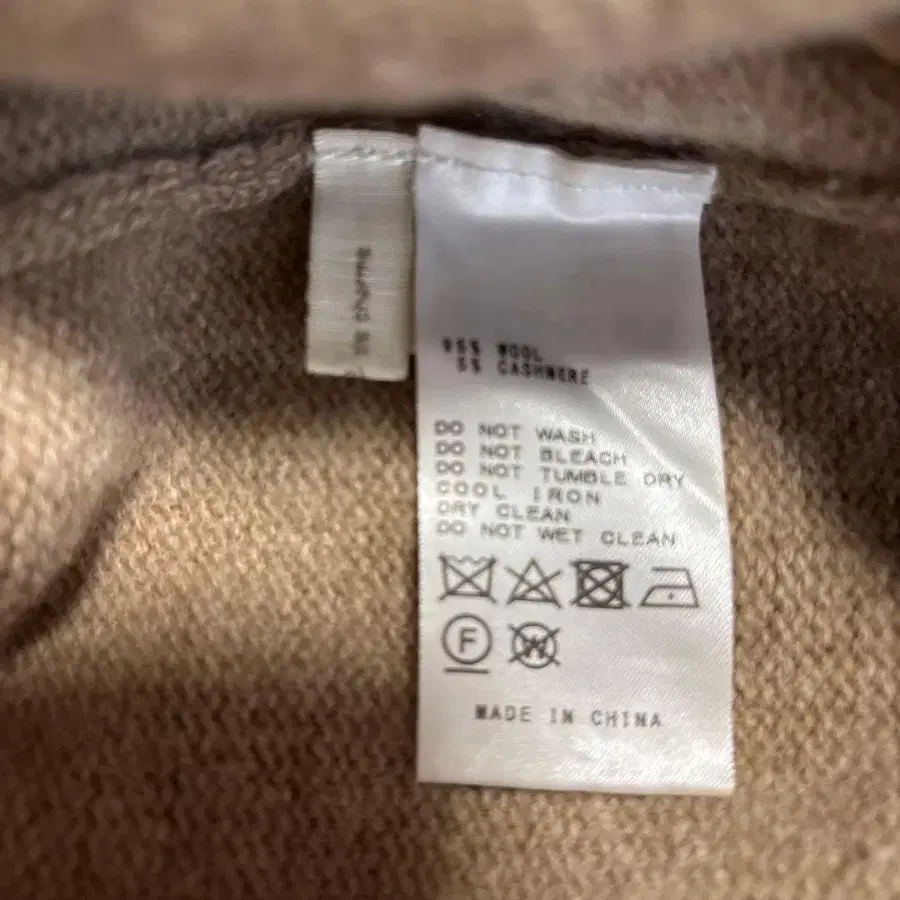 95% WOOL
5% CASHMERE
DO NOT WASH
DO NOT BLEACH
DO NOT TUMBLE DRY
COOL IRON
DRY CLEAN
DO NOT WET CLEAN
F
W
MADE IN CHINA